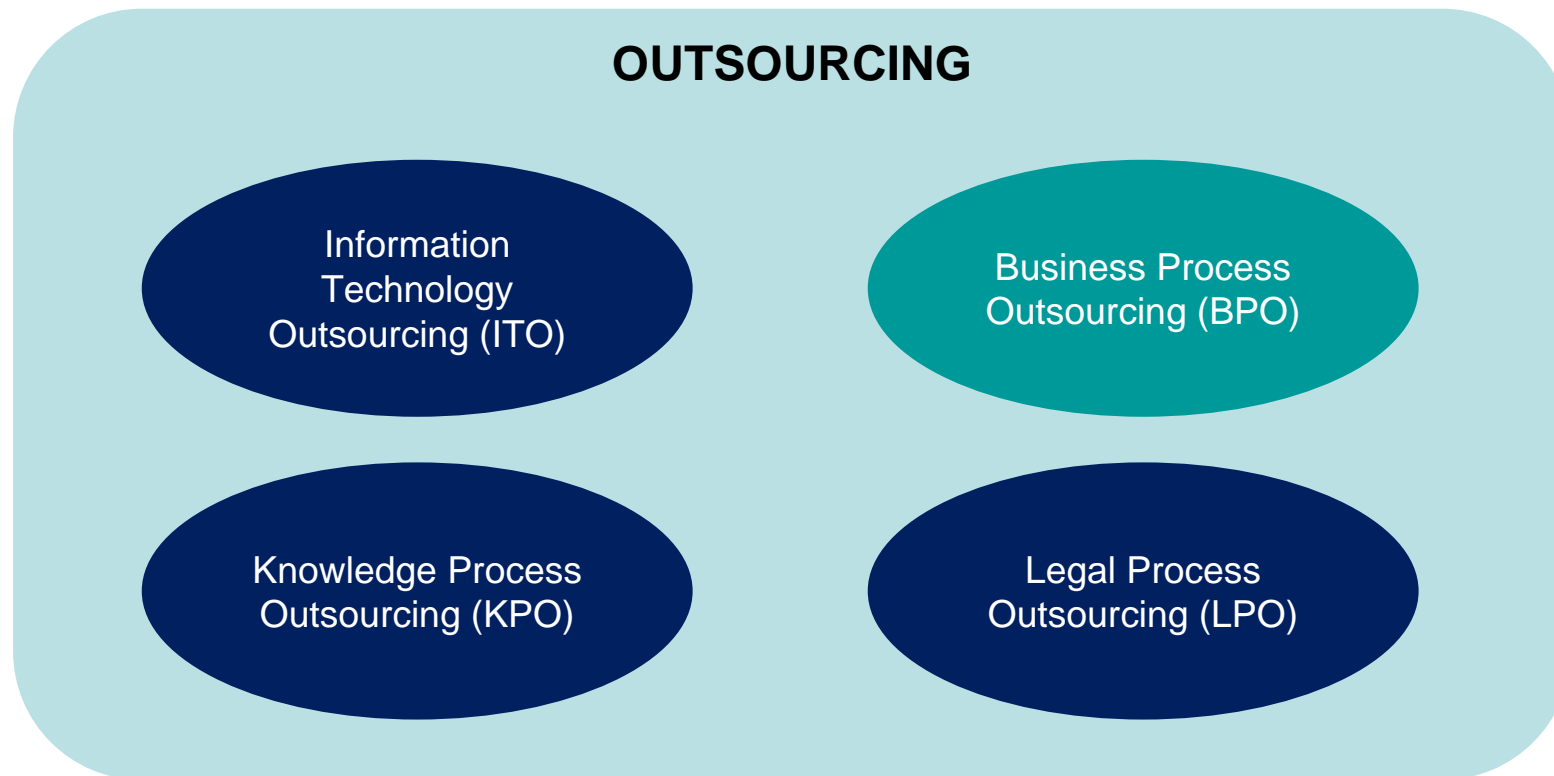 OUTSOURCING
Information
Technology
Outsourcing (ITO)
Business Process
Outsourcing (BPO)
Knowledge Process
Outsourcing (KPO)
Legal Process
Outsourcing (LPO)